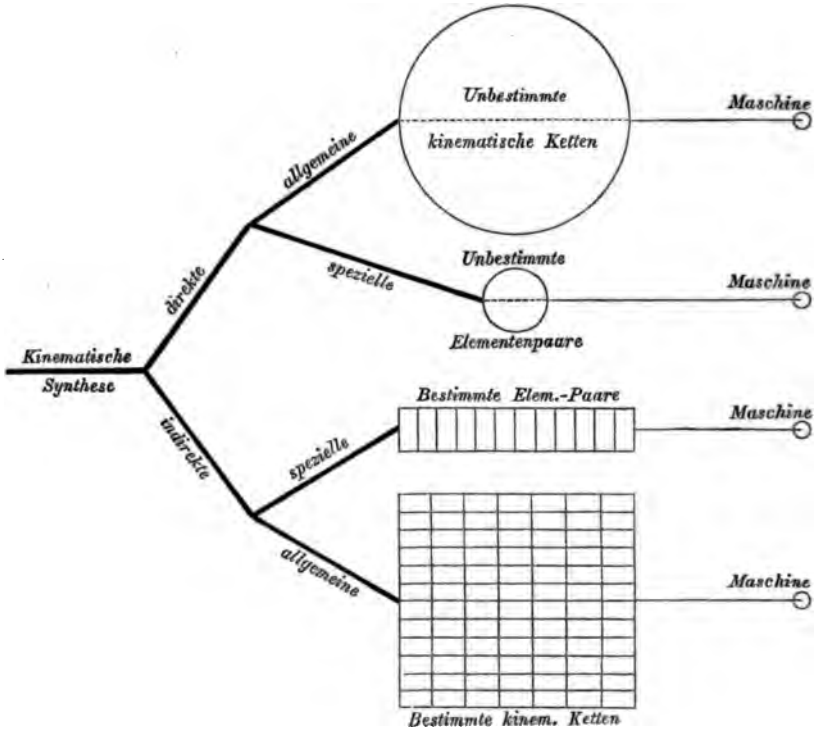 Unbestimmte
kinematische Ketten
Maschine
allgemeine
direkte
spezielle
Unbestimmte
Elementenpaare
Maschine
Kinematische
Synthese
indirekte
spezielle
Bestimmte Elem.-Paare
Maschine
allgemeine
Maschine
Bestimmte kinem. Ketten